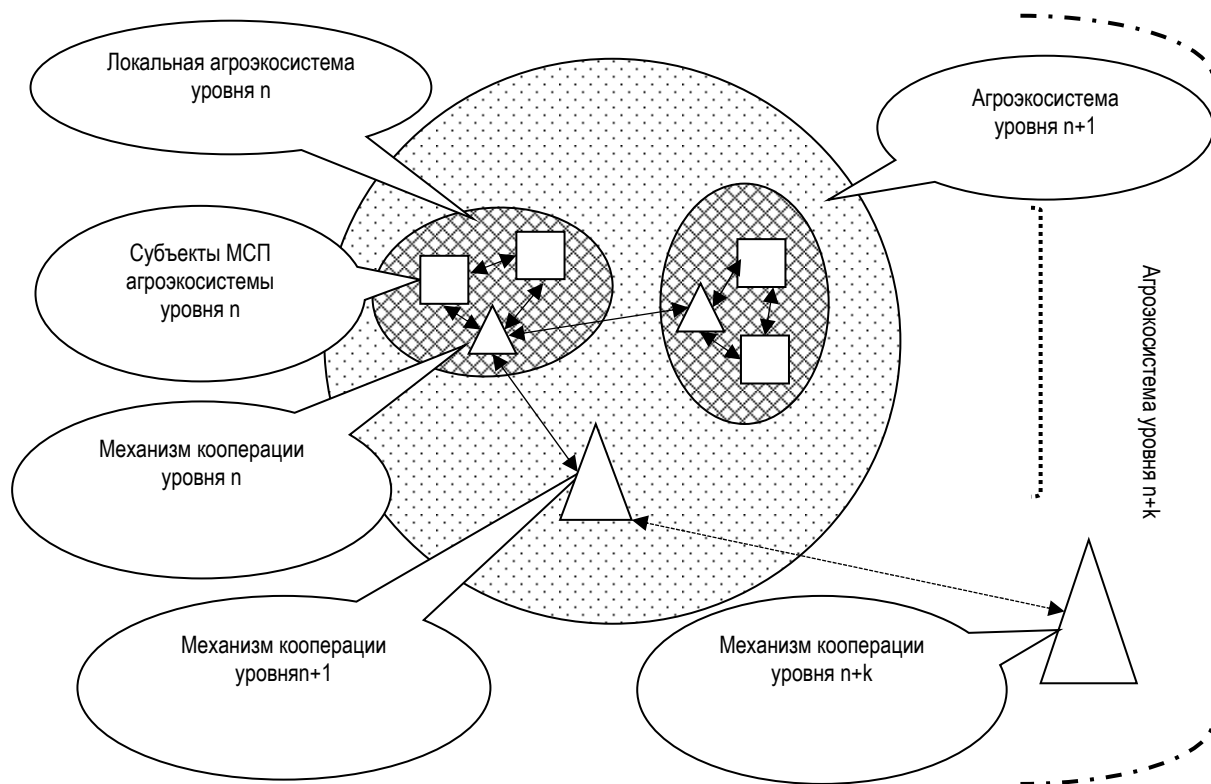 Локальная агроэкосистема
уровня n
Агроэкосистема
уровня n+1
Субъекты МСП
агроэкосистемы
уровня n
Агроэкосистема уровня n+k
Механизм кооперации
уровня n
Механизм кооперации
уровняn+1
Механизм кооперации
уровня n+k